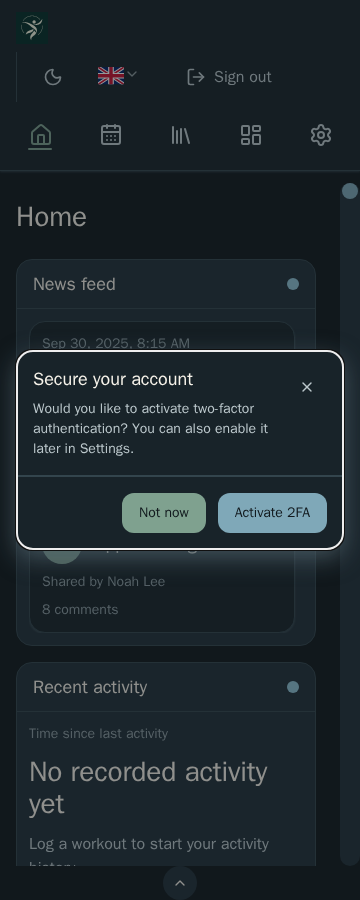 Sign out
Home
News feed
Sep 30, 2025, 8:15 AM
Secure your account
Would you like to activate two-factor
authentication? You can also enable it
later in Settings.
Not now
Activate 2FA
Shared by Noah Lee
8 comments
Recent activity
Time since last activity
No recorded activity
yet
Log a workout to start your activity